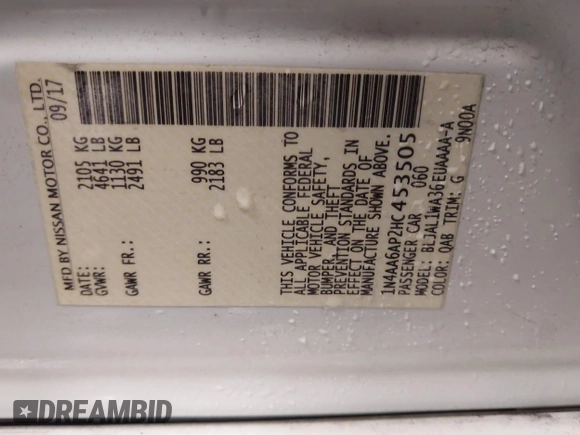 MFD BY NISSAN MOTOR CO., LTD.
DATE: 09/17
GVWR: 2105 KG
4641 LB
GAWR FR: 1130 KG
2491 LB
GAWR RR: 990 KG
2183 LB
THIS VEHICLE CONFORMS TO
ALL APPLICABLE FEDERAL
MOTOR VEHICLE SAFETY,
BUMPER, AND THEFT
PREVENTION STANDARDS IN
EFFECT ON THE DATE OF
MANUFACTURE SHOWN ABOVE.
1N4AA6AP2HC453505
PASSENGER CAR 060
MODEL: BLJAL1WA36EUAAAA-A
COLOR: QAB TRIM: G 9N00A
DREAMBID